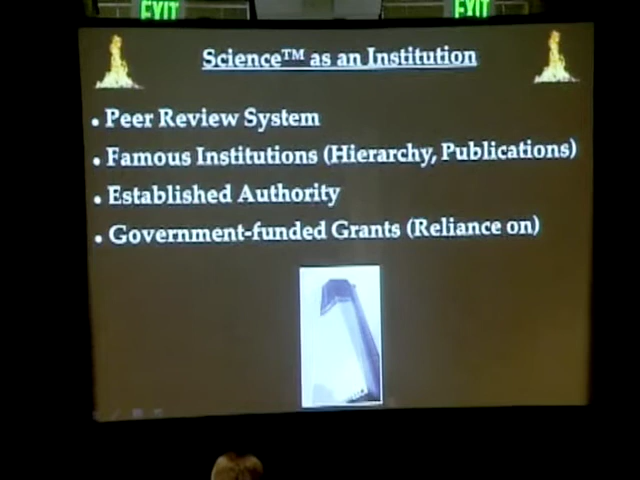 EXIT EXIT
Science™ as an Institution
• Peer Review System
• Famous Institutions (Hierarchy, Publications)
• Established Authority
• Government-funded Grants (Reliance on)